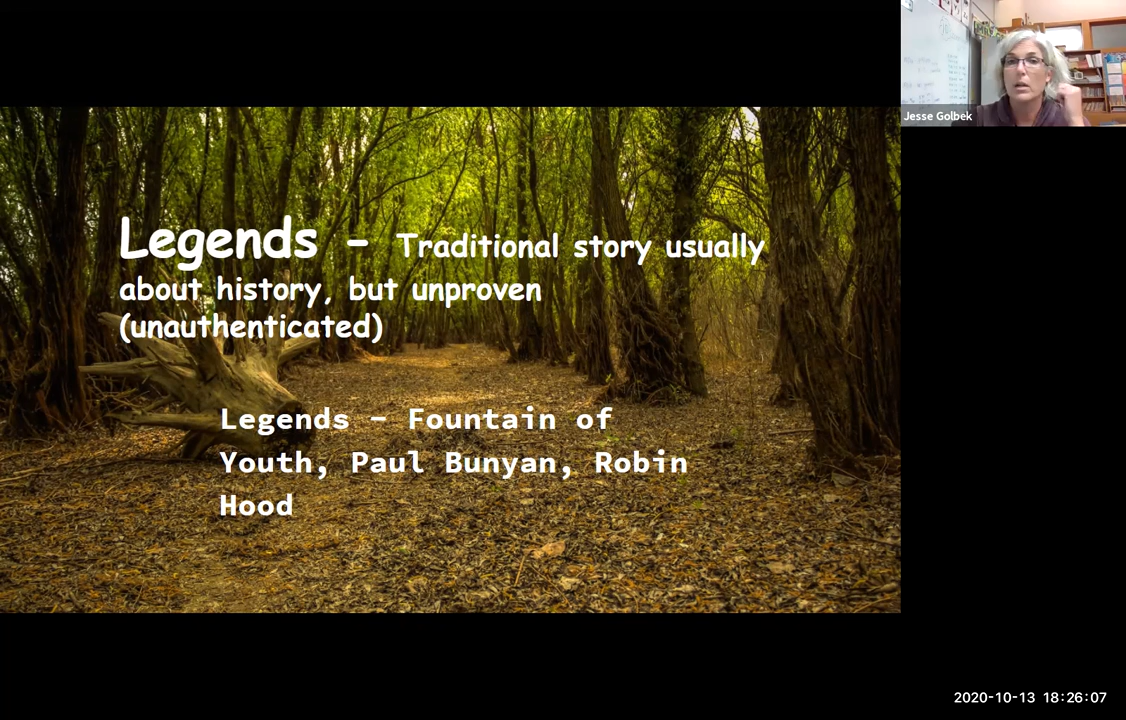 Legends - Traditional story usually
about history, but unproven
(unauthenticated)
Legends - Fountain of
Youth, Paul Bunyan, Robin
Hood
Jesse Golbek
2020-10-13 18:26:07